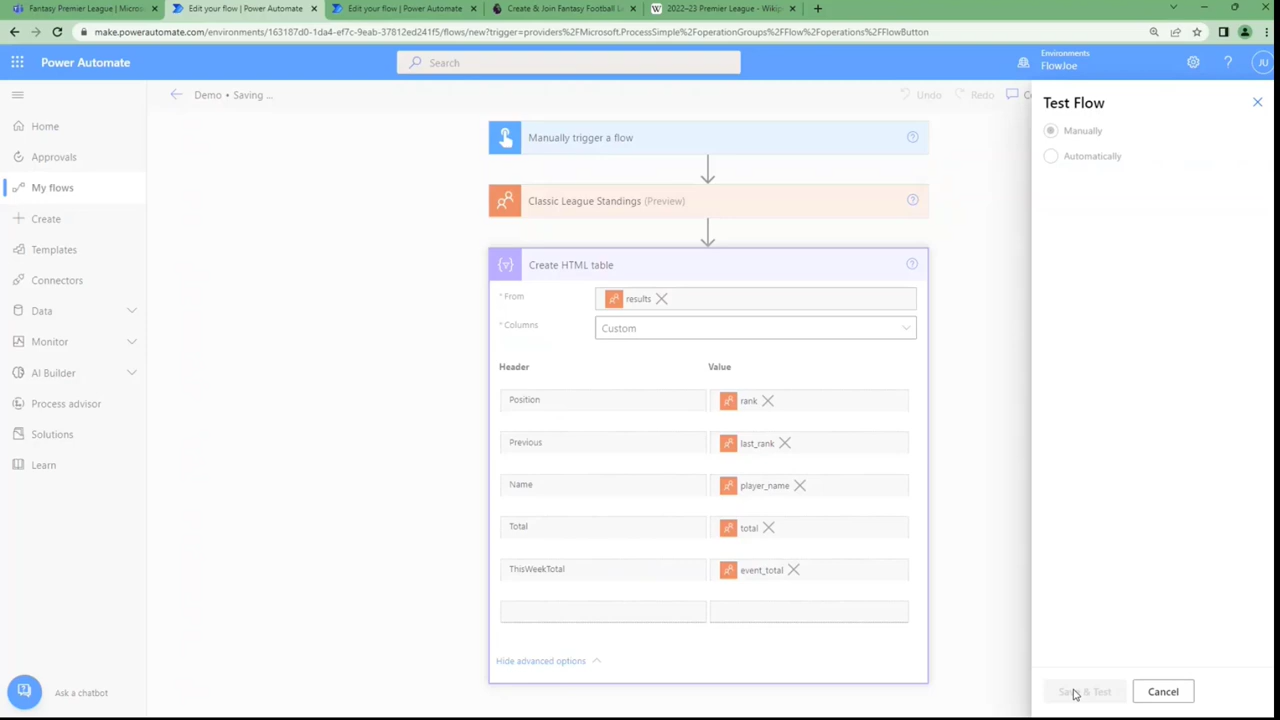 Fantasy Premier League | Microso
Edit your flow | Power Automate
Edit your flow | Power Automate
Create & Join Fantasy Football L
2022–23 Premier League - Wikip
make.powerautomate.com/environments/163187d0-1da4-ef7c-9eab-37812ed241f5/flows/new?trigger=providers%2FMicrosoft.ProcessSimple%2FoperationGroups%2FFlow%2Foperations%2FFlowButton
Power Automate
Search
Environments
FlowJoe
JU
Demo • Saving ...
Undo
Redo
Home
Approvals
My flows
Create
Templates
Connectors
Data
Monitor
AI Builder
Process advisor
Solutions
Learn
Ask a chatbot
Manually trigger a flow
Classic League Standings (Preview)
Create HTML table
* From
results
* Columns
Custom
Header Value
Position rank
Previous last_rank
Name player_name
Total total
ThisWeekTotal event_total
Hide advanced options
Test Flow
Manually
Automatically
Save & Test
Cancel